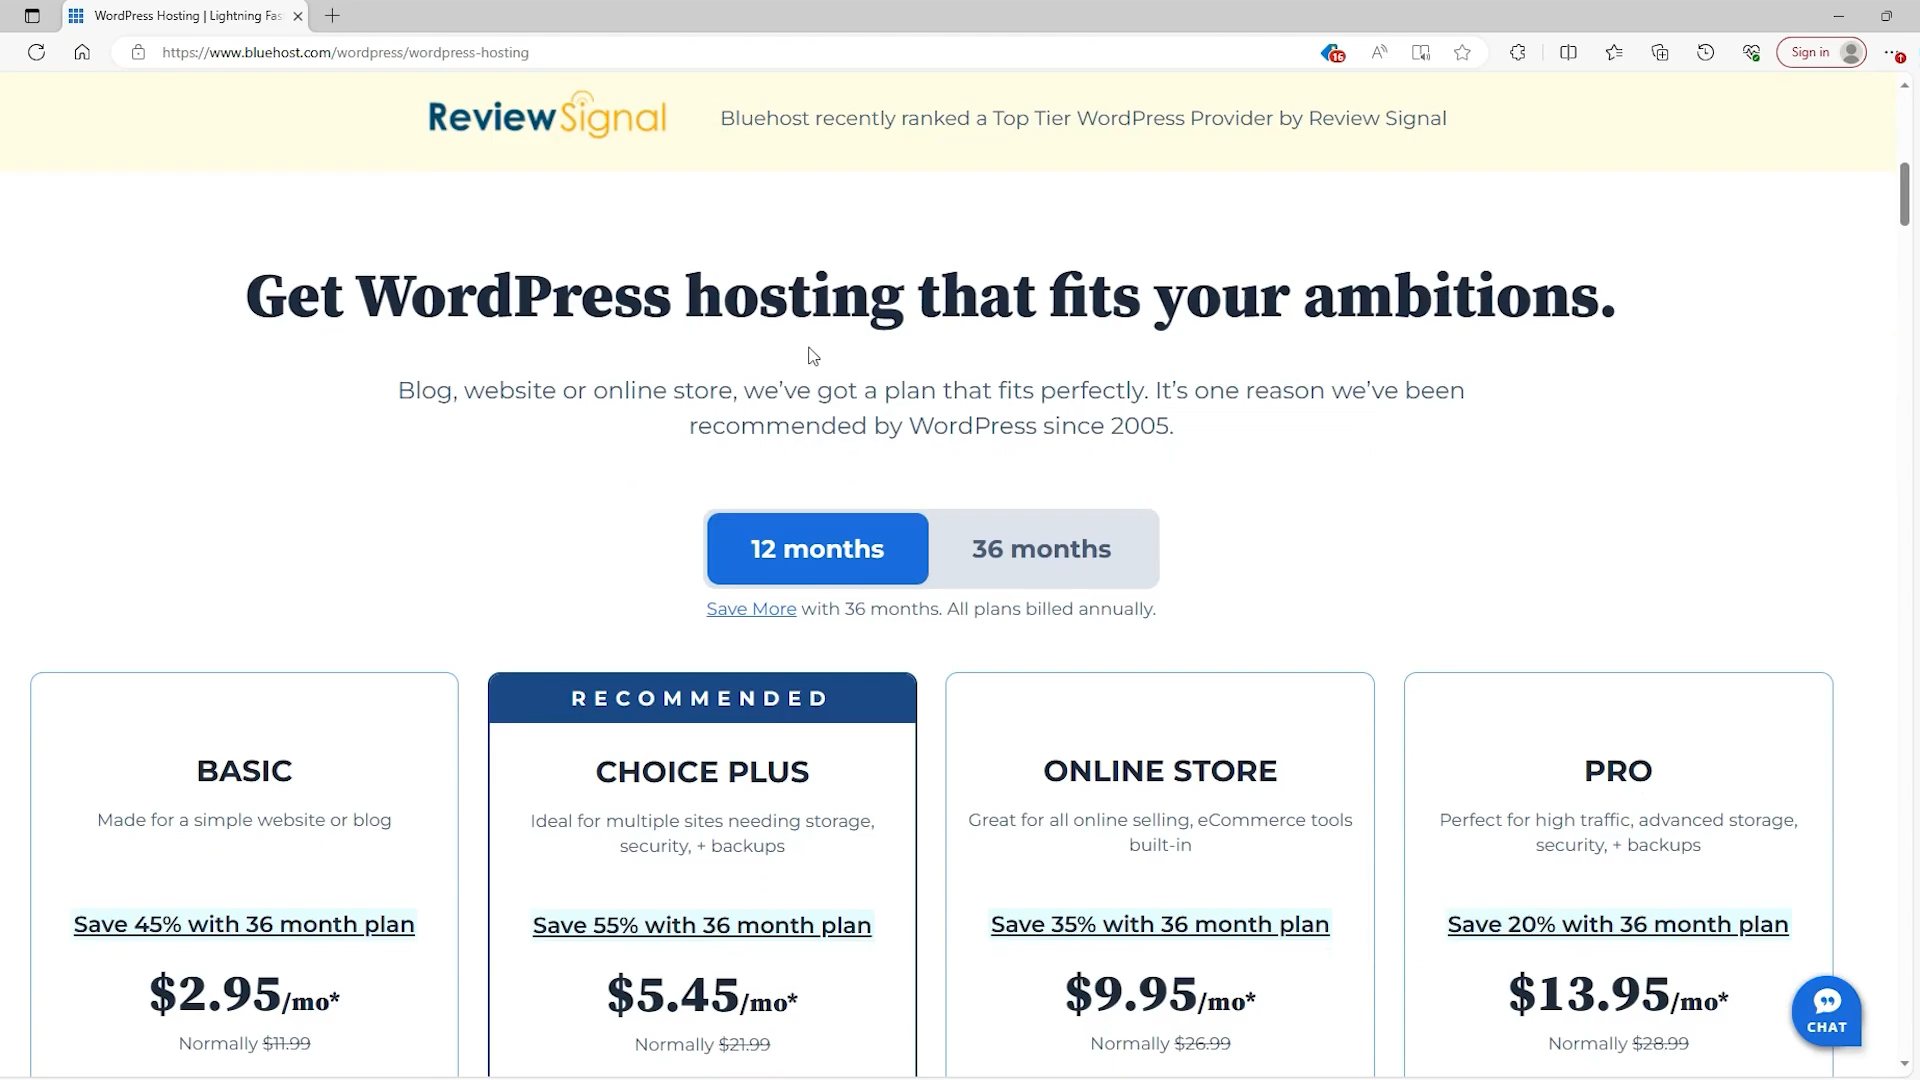 WordPress Hosting | Lightning Fas
https://www.bluehost.com/wordpress/wordpress-hosting
16
Sign in
ReviewSignal
Bluehost recently ranked a Top Tier WordPress Provider by Review Signal
Get WordPress hosting that fits your ambitions.
Blog, website or online store, we’ve got a plan that fits perfectly. It’s one reason we’ve been
recommended by WordPress since 2005.
12 months
36 months
Save More with 36 months. All plans billed annually.
RECOMMENDED
BASIC
Made for a simple website or blog
Save 45% with 36 month plan
$2.95/mo*
Normally $11.99
CHOICE PLUS
Ideal for multiple sites needing storage,
security, + backups
Save 55% with 36 month plan
$5.45/mo*
Normally $21.99
ONLINE STORE
Great for all online selling, eCommerce tools
built-in
Save 35% with 36 month plan
$9.95/mo*
Normally $26.99
PRO
Perfect for high traffic, advanced storage,
security, + backups
Save 20% with 36 month plan
$13.95/mo*
Normally $28.99
CHAT